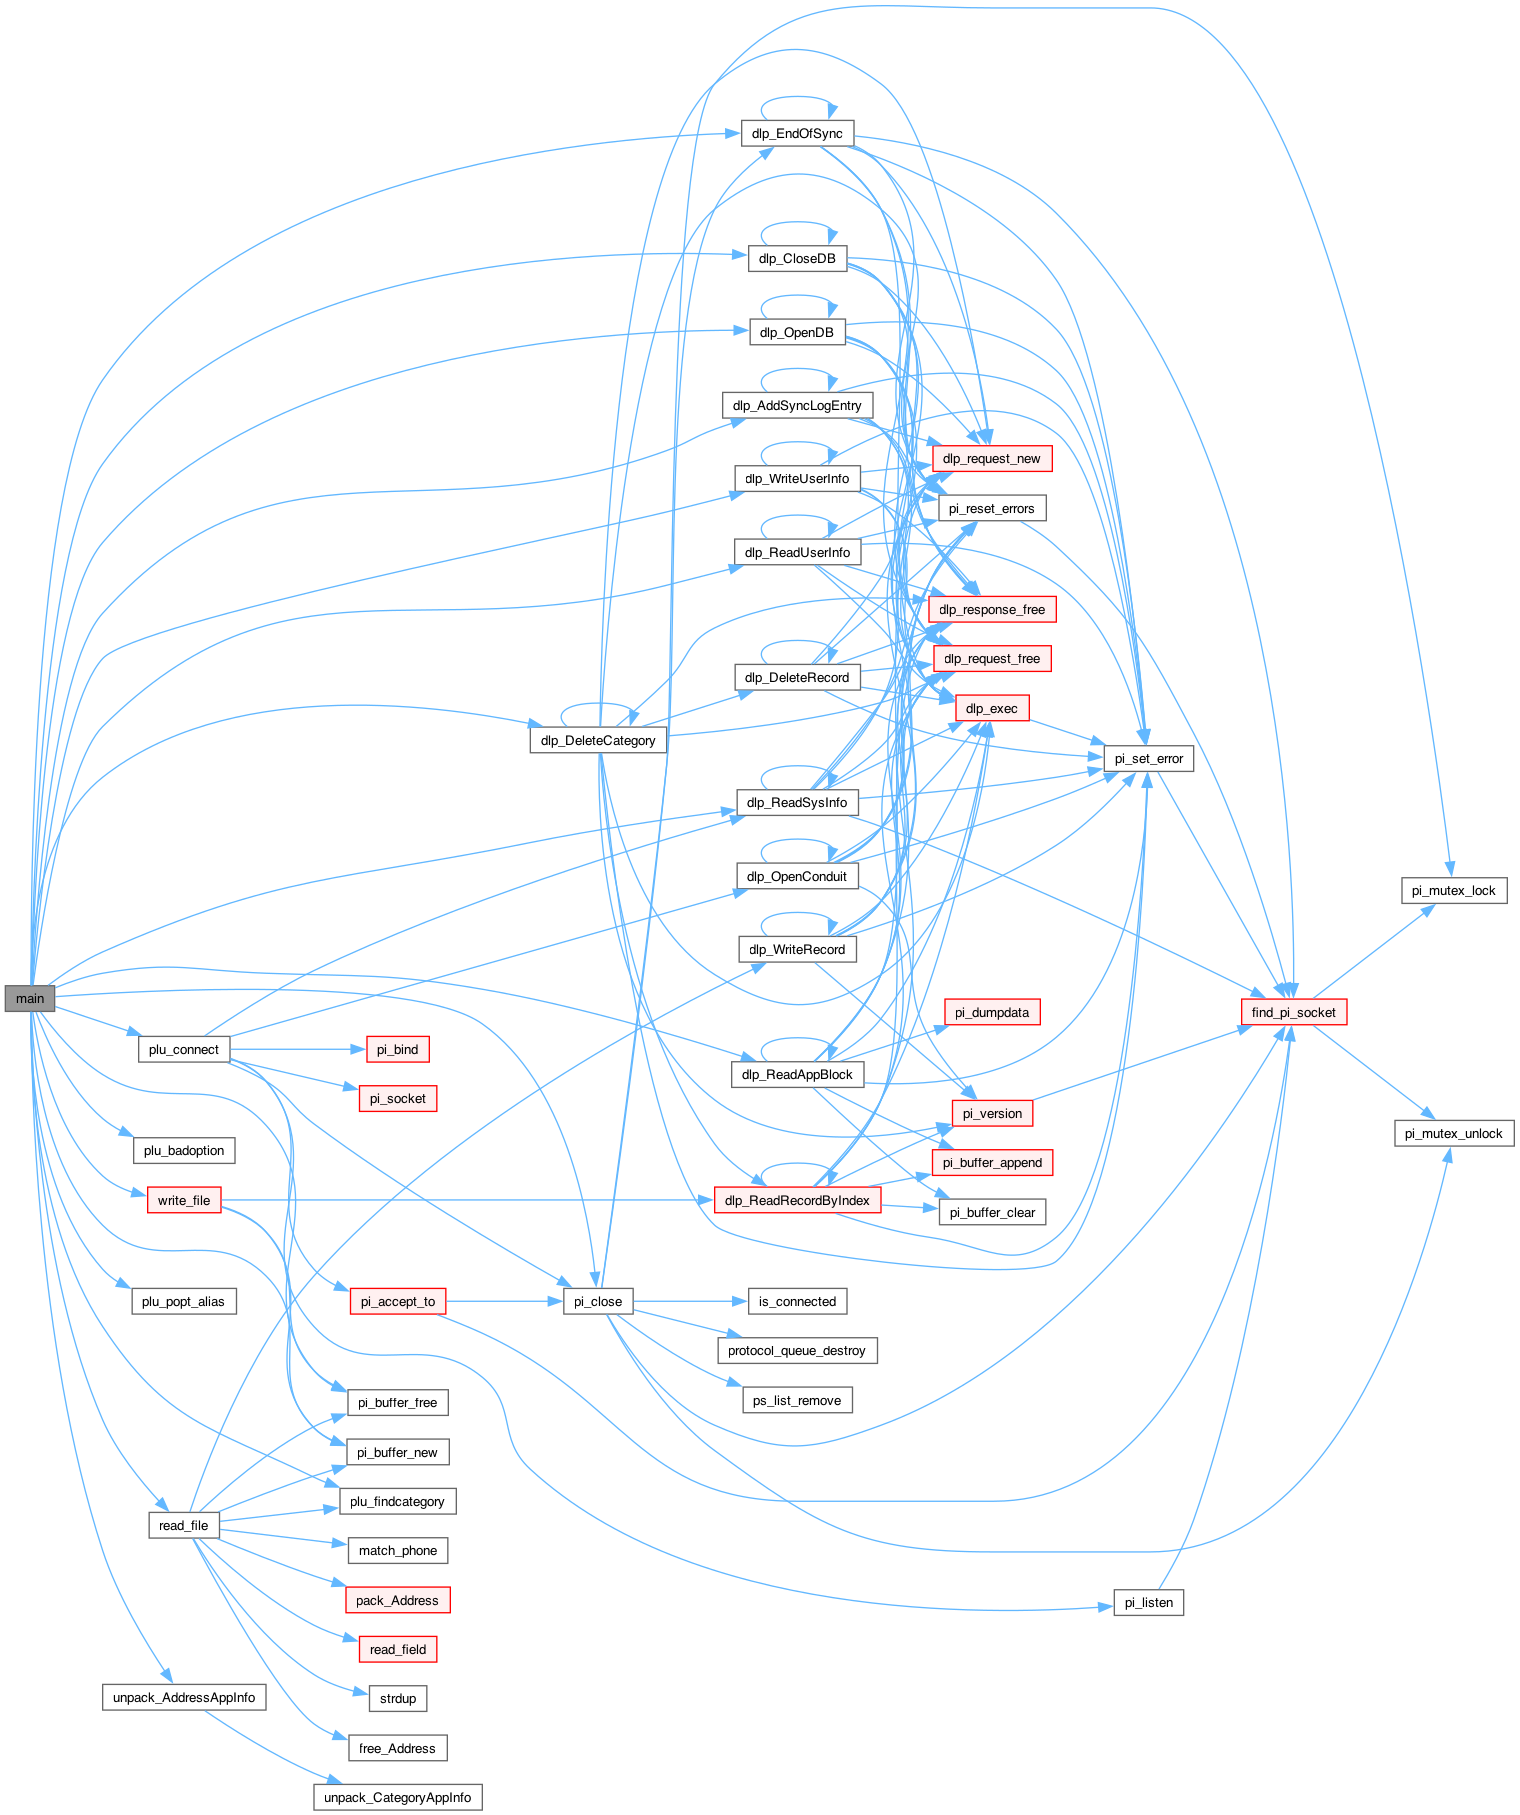 dlp_EndOfSync
dlp_CloseDB
dlp_OpenDB
dlp_AddSyncLogEntry
dlp_request_new
dlp_WriteUserInfo
pi_reset_errors
dlp_ReadUserInfo
dlp_response_free
dlp_request_free
dlp_DeleteRecord
dlp_exec
dlp_DeleteCategory
pi_set_error
dlp_ReadSysInfo
dlp_OpenConduit
pi_mutex_lock
dlp_WriteRecord
main
pi_dumpdata
find_pi_socket
plu_connect
pi_bind
dlp_ReadAppBlock
pi_socket
pi_version
pi_mutex_unlock
plu_badoption
pi_buffer_append
write_file
dlp_ReadRecordByIndex
pi_buffer_clear
plu_popt_alias
pi_accept_to
pi_close
is_connected
protocol_queue_destroy
ps_list_remove
pi_buffer_free
pi_buffer_new
plu_findcategory
read_file
match_phone
pack_Address
pi_listen
read_field
unpack_AddressAppInfo
strdup
free_Address
unpack_CategoryAppInfo